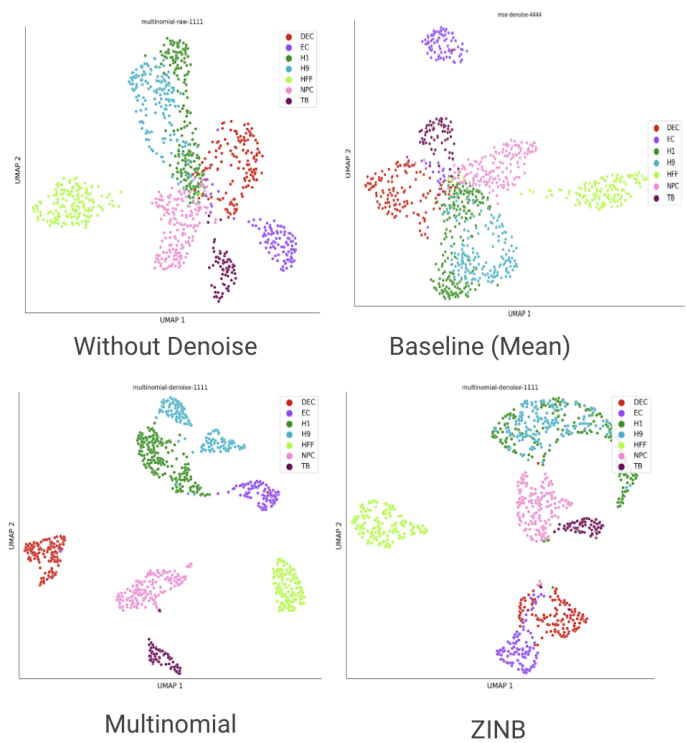 multinomial-raw-1111
DEC
EC
H1
H9
HFF
NPC
TB
UMAP 2
UMAP 1
Without Denoise
mse-denoise-4444
DEC
EC
H1
H9
HFF
NPC
TB
UMAP 2
UMAP 1
Baseline (Mean)
multinomial-denoise-1111
DEC
EC
H1
H9
HFF
NPC
TB
UMAP 2
UMAP 1
Multinomial
multinomial-denoise-1111
DEC
EC
H1
H9
HFF
NPC
TB
UMAP 2
UMAP 1
ZINB